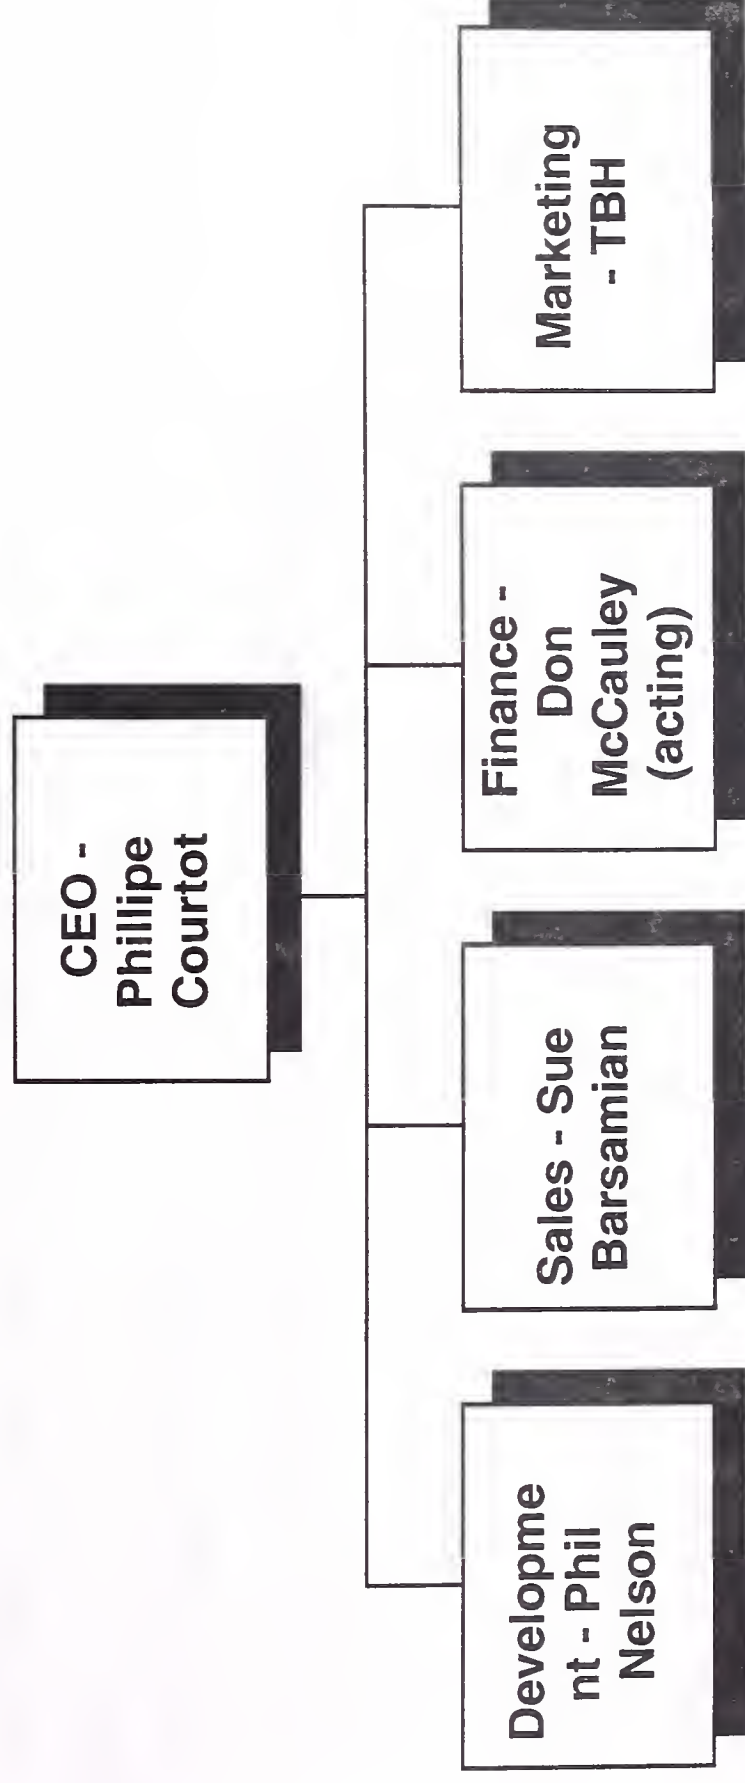 CEO -
Phillipe
Courtot
Developme
nt - Phil
Nelson
Sales - Sue
Barsamian
Finance -
Don
McCauley
(acting)
Marketing
- TBH